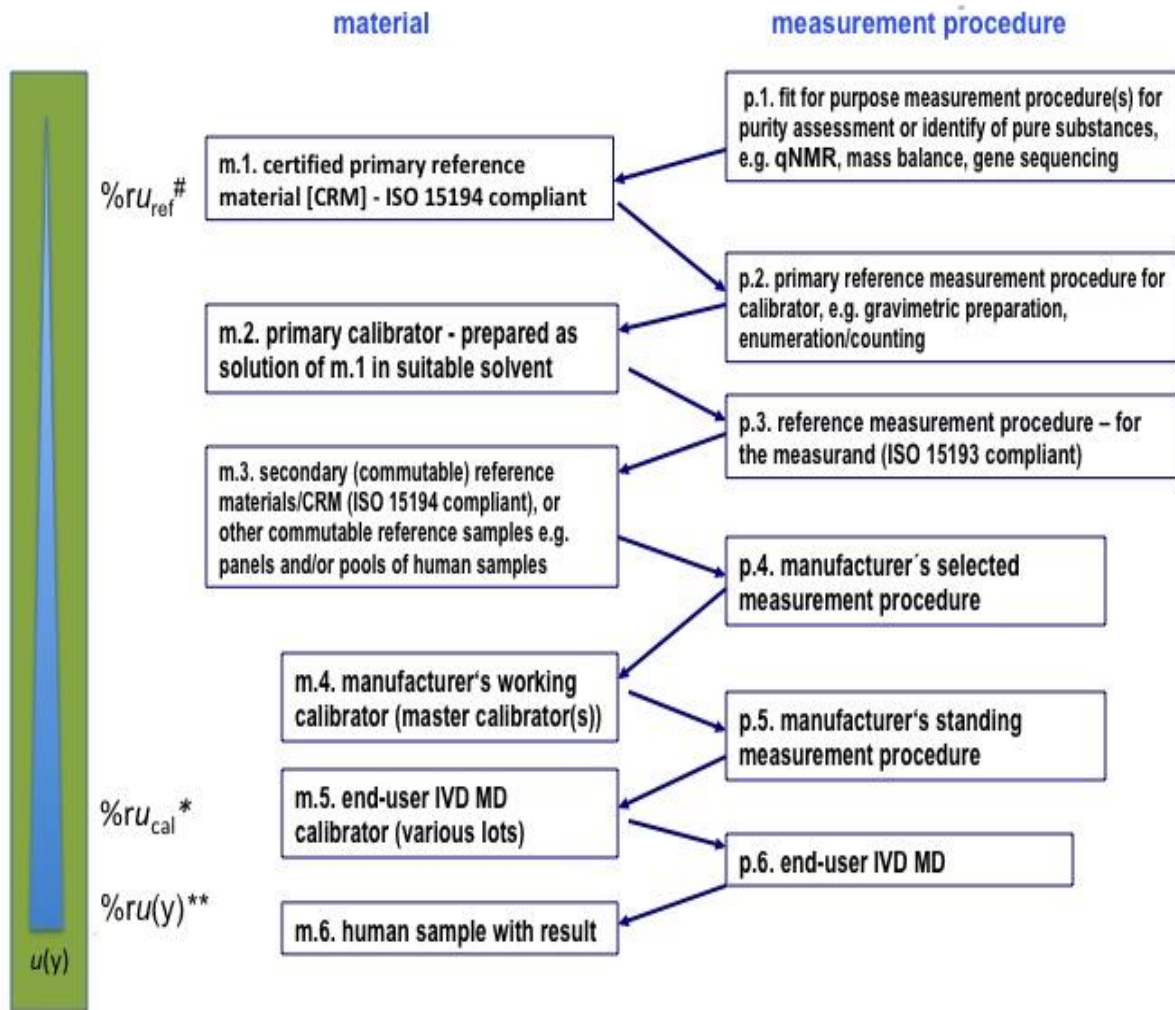 material
measurement procedure
p.1. fit for purpose measurement procedure(s) for
purity assessment or identify of pure substances,
e.g. qNMR, mass balance, gene sequencing
m.1. certified primary reference
material [CRM] - ISO 15194 compliant
%ru_ref^#
p.2. primary reference measurement procedure for
calibrator, e.g. gravimetric preparation,
enumeration/counting
m.2. primary calibrator - prepared as
solution of m.1 in suitable solvent
p.3. reference measurement procedure – for
the measurand (ISO 15193 compliant)
m.3. secondary (commutable) reference
materials/CRM (ISO 15194 compliant), or
other commutable reference samples e.g.
panels and/or pools of human samples
p.4. manufacturer´s selected
measurement procedure
m.4. manufacturer‘s working
calibrator (master calibrator(s))
p.5. manufacturer‘s standing
measurement procedure
m.5. end-user IVD MD
calibrator (various lots)
%ru_cal*
p.6. end-user IVD MD
%ru(y)**
m.6. human sample with result
u(y)